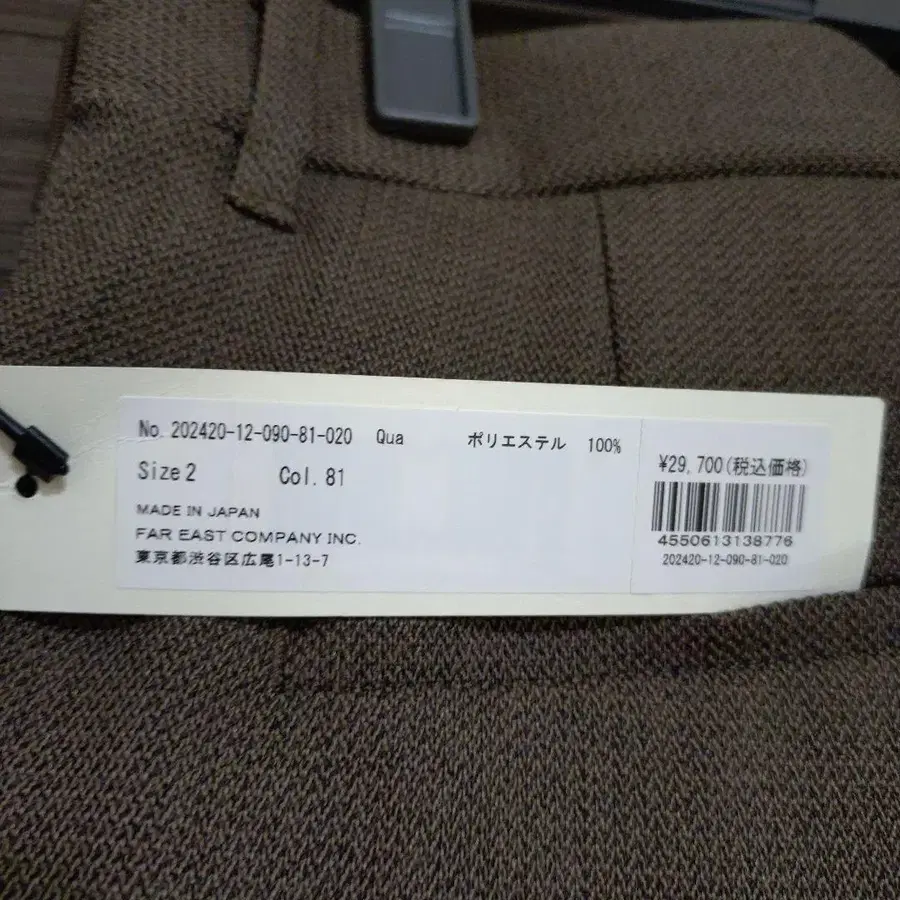 No. 202420-12-090-81-020 Qua ポリエステル 100%
Size 2 Col. 81
MADE IN JAPAN
FAR EAST COMPANY INC.
東京都渋谷区広尾1-13-7
¥29,700(税込価格)
4550613138776
202420-12-090-81-020